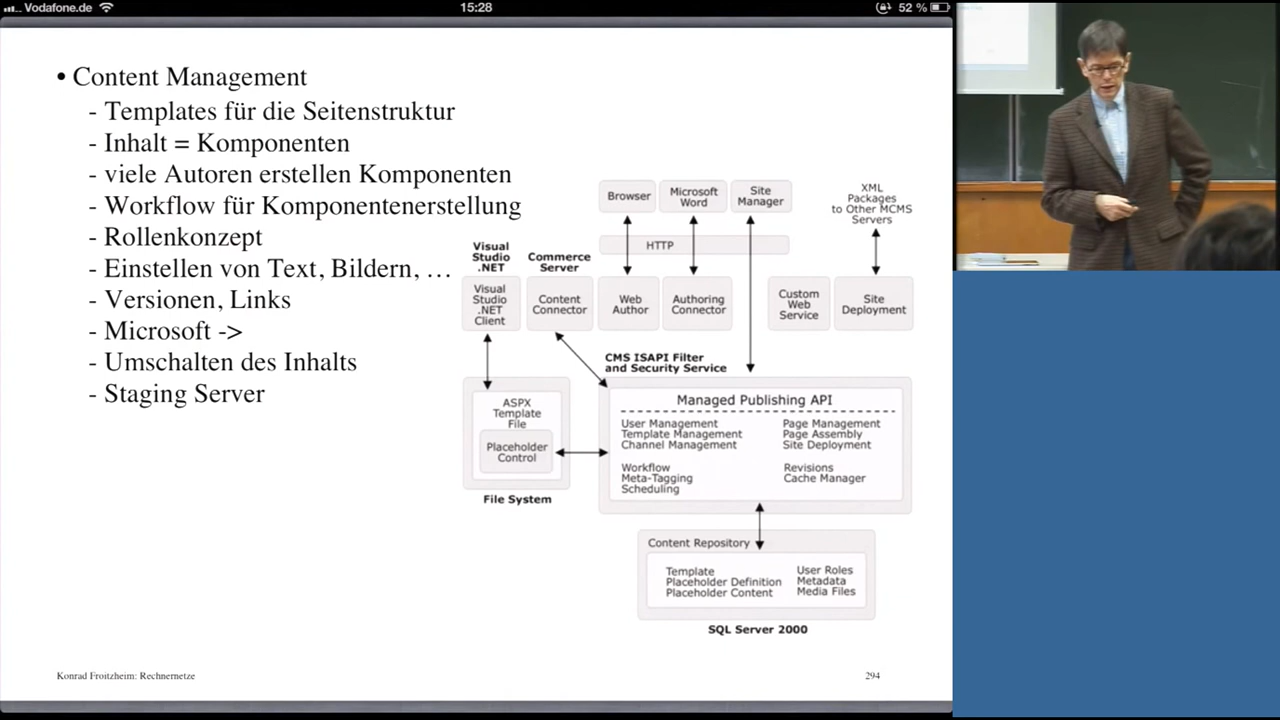 Vodafone.de
15:28
52 %
• Content Management
- Templates für die Seitenstruktur
- Inhalt = Komponenten
- viele Autoren erstellen Komponenten
- Workflow für Komponentenerstellung
- Rollenkonzept
- Einstellen von Text, Bildern, …
- Versionen, Links
- Microsoft ->
- Umschalten des Inhalts
- Staging Server
Browser
Microsoft
Word
Site
Manager
XML
Packages
to Other MCMS
Servers
HTTP
Visual
Studio
.NET
Commerce
Server
Visual
Studio
.NET
Client
Content
Connector
Web
Author
Authoring
Connector
Custom
Web
Service
Site
Deployment
CMS ISAPI Filter
and Security Service
ASPX
Template
File
Placeholder
Control
File System
Managed Publishing API
User Management
Template Management
Channel Management
Workflow
Meta-Tagging
Scheduling
Page Management
Page Assembly
Site Deployment
Revisions
Cache Manager
Content Repository
Template
Placeholder Definition
Placeholder Content
User Roles
Metadata
Media Files
SQL Server 2000
Konrad Froitzheim: Rechnernetze
294